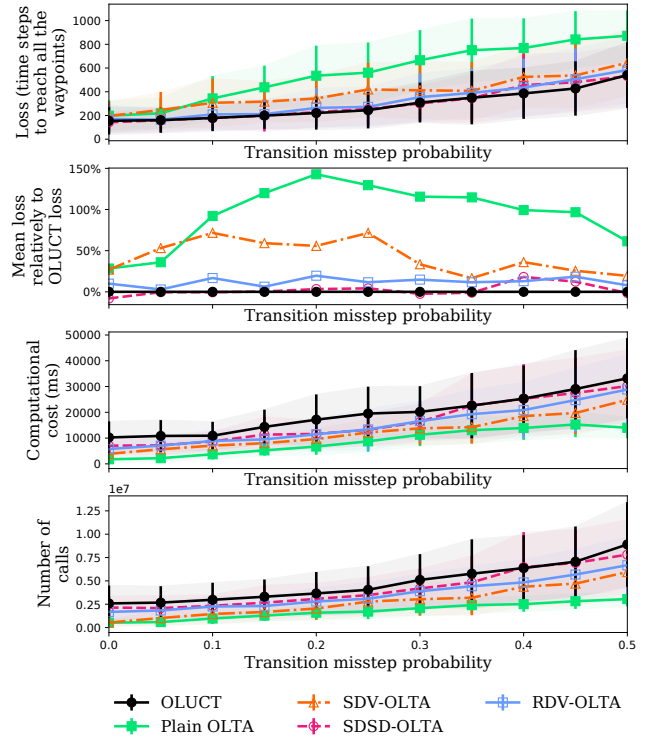 Loss (time steps
to reach all the
waypoints)
1000
800
600
400
200
0
Transition misstep probability
Mean loss
relatively to
OLUCT loss
150%
100%
50%
0%
Transition misstep probability
Computational
cost (ms)
50000
40000
30000
20000
10000
0
Transition misstep probability
1e7
Number of
calls
1.25
1.00
0.75
0.50
0.25
0.00
0.0 0.1 0.2 0.3 0.4 0.5
Transition misstep probability
OLUCT SDV-OLTA RDV-OLTA
Plain OLTA SDSD-OLTA